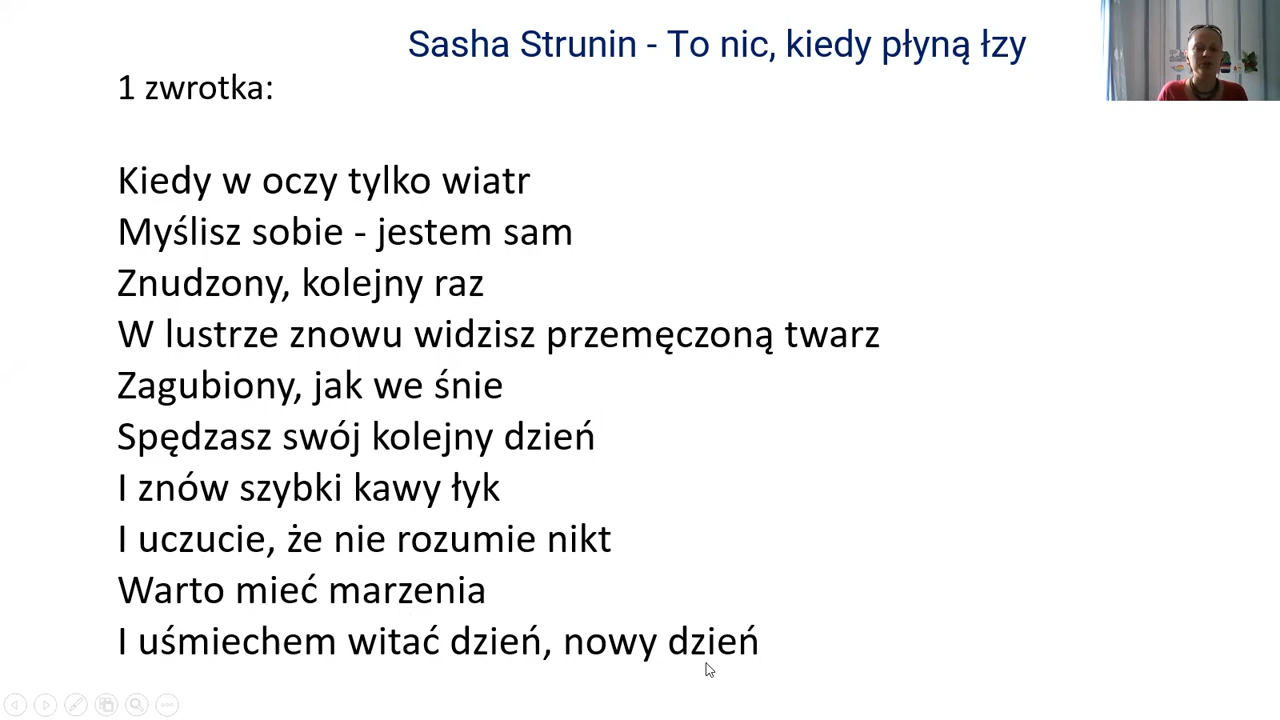 Sasha Strunin - To nic, kiedy płyną łzy
1 zwrotka:
Kiedy w oczy tylko wiatr
Myślisz sobie - jestem sam
Znudzony, kolejny raz
W lustrze znowu widzisz przemęczoną twarz
Zagubiony, jak we śnie
Spędzasz swój kolejny dzień
I znów szybki kawy łyk
I uczucie, że nie rozumie nikt
Warto mieć marzenia
I uśmiechem witać dzień, nowy dzień